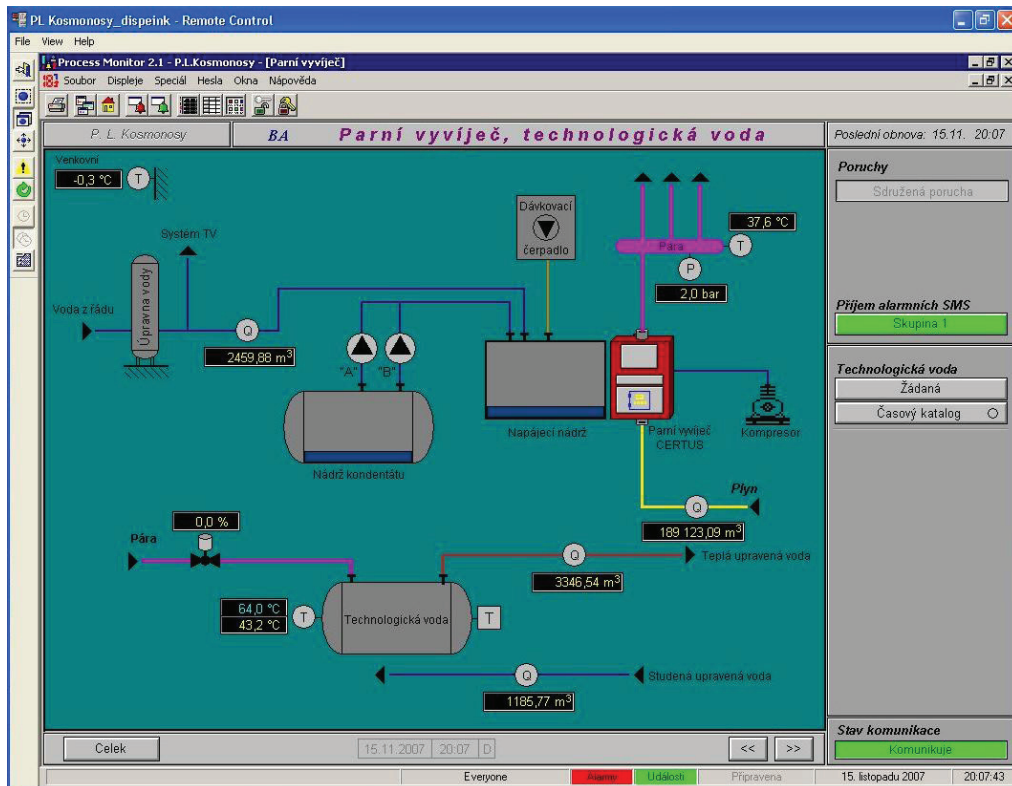 PL Kosmonosy_dispeink - Remote Control
File View Help
Process Monitor 2.1 - P.L.Kosmonosy - [Parní vyvíječ]
Soubor Displeje Speciál Hesla Okna Nápověda
P. L. Kosmonosy
BA
Parní vyvíječ, technologická voda
Poslední obnova: 15.11. 20:07
Venkovní
-0,3 °C
T
Systém TV
Voda z řádu
Úpravna vody
Q
2459,88 m³
"A"
"B"
Nádrž kondentátu
Dávkovací
čerpadlo
Napájecí nádrž
Pára
37,6 °C
T
P
2,0 bar
Parní vyvíječ
CERTUS
Kompresor
Plyn
Q
189 123,09 m³
0,0 %
Pára
Q
Teplá upravená voda
3346,54 m³
64,0 °C
43,2 °C
T
Technologická voda
T
Q
Studená upravená voda
1185,77 m³
Poruchy
Sdružená porucha
Příjem alarmních SMS
Skupina 1
Technologická voda
Žádaná
Časový katalog
Stav komunikace
Komunikuje
Celek
15.11.2007 20:07 D
<< >>
Everyone
Alarmy
Události
Připravena
15. listopadu 2007
20:07:43